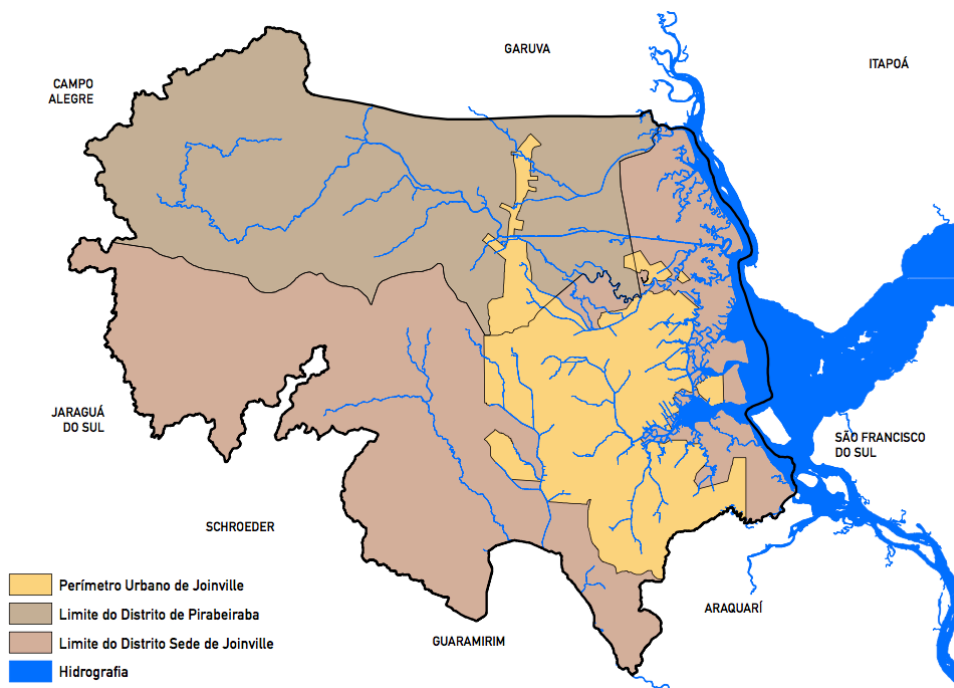 GARUVA
ITAPOÁ
CAMPO
ALEGRE
JARAGUÁ
DO SUL
SÃO FRANCISCO
DO SUL
SCHROEDER
ARAQUARÍ
GUARAMIRIM
Perímetro Urbano de Joinville
Limite do Distrito de Pirabeiraba
Limite do Distrito Sede de Joinville
Hidrografia